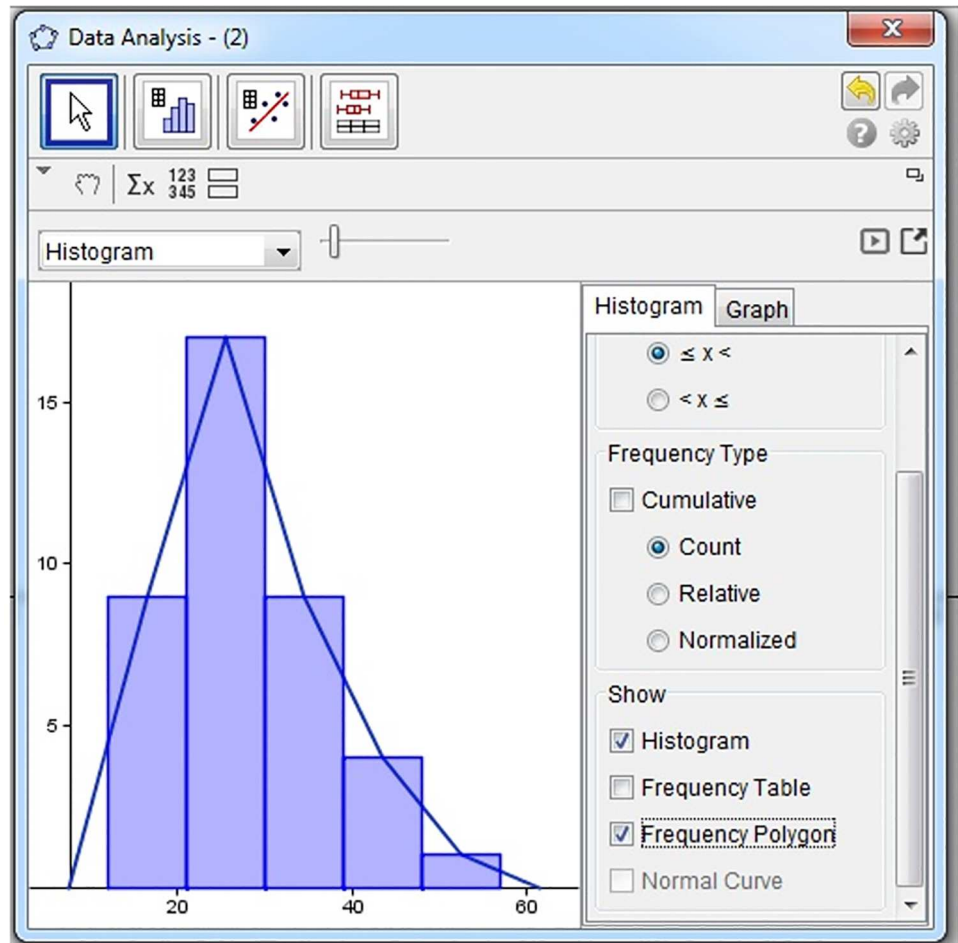 Data Analysis - (2)
Σx 123
345
Histogram
Histogram Graph
≤ x <
< x ≤
Frequency Type
Cumulative
Count
Relative
Normalized
Show
Histogram
Frequency Table
Frequency Polygon
Normal Curve
15
10
5
20 40 60